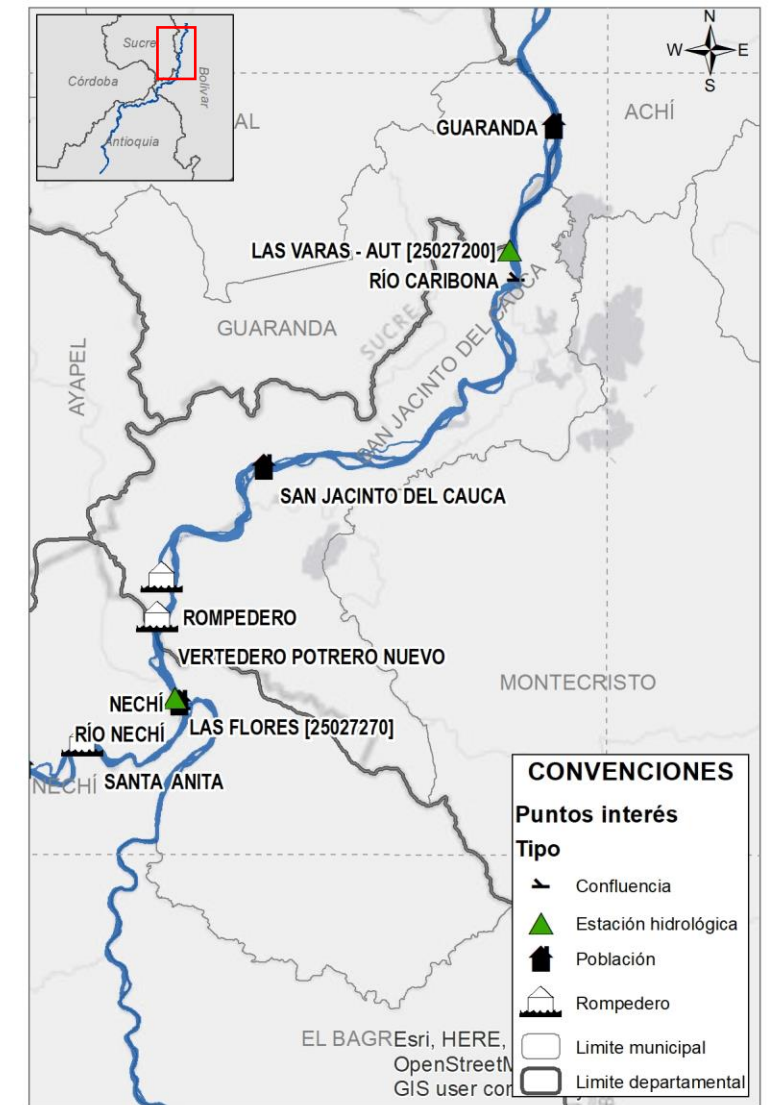 Sucre
Córdoba
Bolívar
Antioquia
N
W
E
S
AL
ACHÍ
GUARANDA
LAS VARAS - AUT [25027200]
RÍO CARIBONA
GUARANDA
SUCRE
SAN JACINTO DEL CAUCA
AYAPEL
SAN JACINTO DEL CAUCA
ROMPEDERO
VERTEDERO POTRERO NUEVO
MONTECRISTO
NECHÍ
LAS FLORES [25027270]
RÍO NECHÍ
NECHÍ
SANTA ANITA
CONVENCIONES
Puntos interés
Tipo
Confluencia
Estación hidrológica
Población
Rompedero
Limite municipal
Limite departamental
EL BAGRE
Esri, HERE,
OpenStreetM
GIS user con